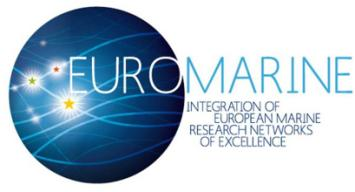 EUROMARINE
INTEGRATION OF
EUROPEAN MARINE
RESEARCH NETWORKS
OF EXCELLENCE